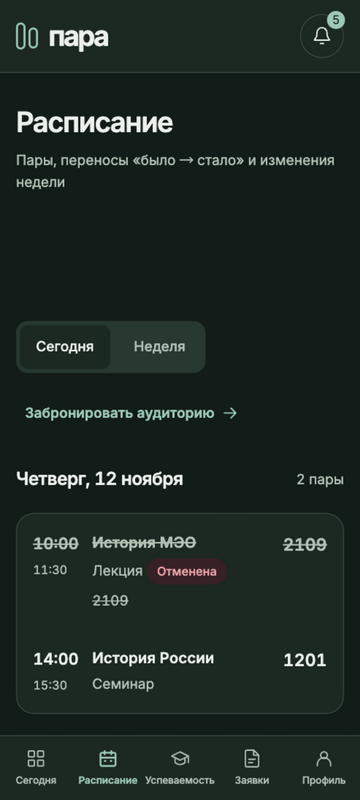 пара
5
Расписание
Пары, переносы «было → стало» и изменения
недели
Сегодня
Неделя
Забронировать аудиторию →
Четверг, 12 ноября
2 пары
10:00 История МЭО 2109
11:30 Лекция Отменена
2109
14:00 История России 1201
15:30 Семинар
Сегодня Расписание Успеваемость Заявки Профиль